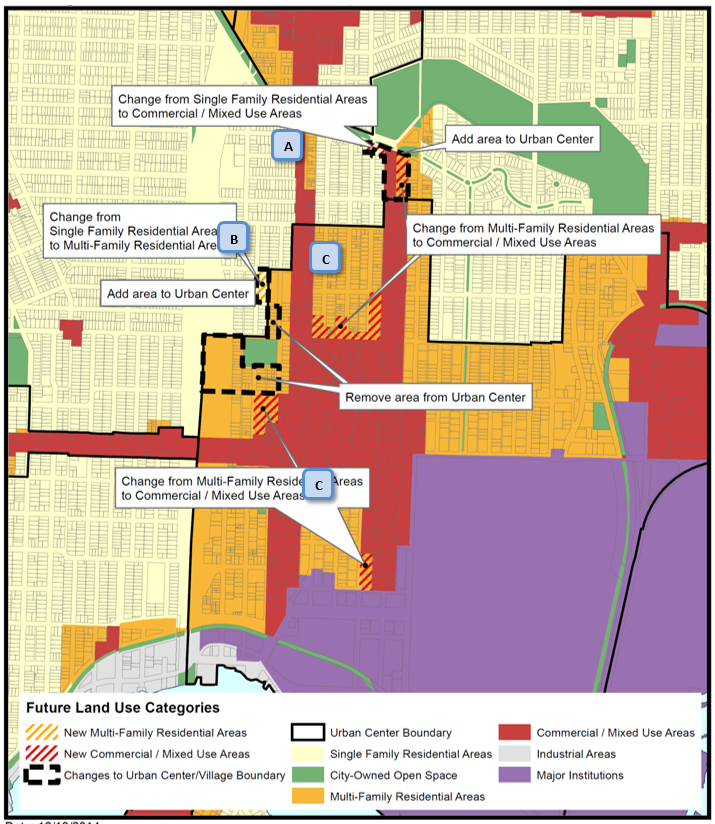 Change from Single Family Residential Areas
to Commercial / Mixed Use Areas
A
Add area to Urban Center
Change from
Single Family Residential Area
to Multi-Family Residential Are
B
Change from Multi-Family Residential Areas
to Commercial / Mixed Use Areas
C
Add area to Urban Center
Remove area from Urban Center
Change from Multi-Family Reside Areas
to Commercial / Mixed Use Areas
C
Future Land Use Categories
New Multi-Family Residential Areas
New Commercial / Mixed Use Areas
Changes to Urban Center/Village Boundary
Urban Center Boundary
Single Family Residential Areas
City-Owned Open Space
Multi-Family Residential Areas
Commercial / Mixed Use Areas
Industrial Areas
Major Institutions